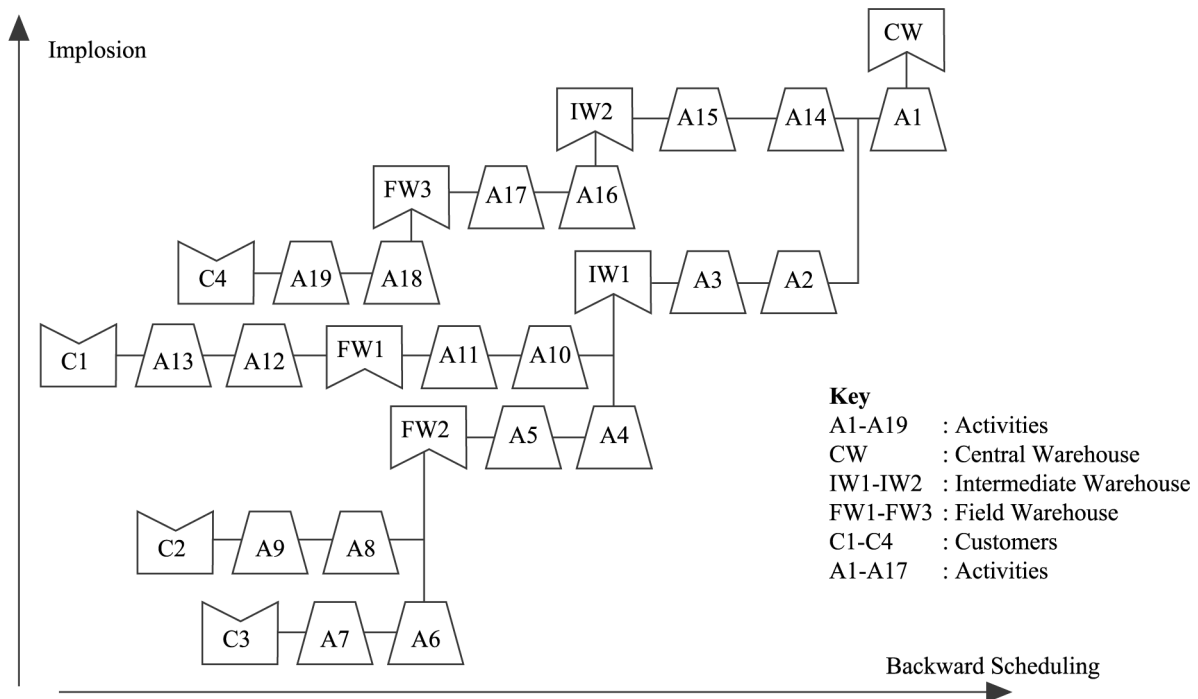 CW
Implosion
IW2 A15 A14 A1
FW3 A17 A16
C4 A19 A18 IW1 A3 A2
C1 A13 A12 FW1 A11 A10
Key
A1-A19 : Activities
FW2 A5 A4
CW : Central Warehouse
IW1-IW2 : Intermediate Warehouse
FW1-FW3 : Field Warehouse
C2 A9 A8
C1-C4 : Customers
A1-A17 : Activities
C3 A7 A6
Backward Scheduling